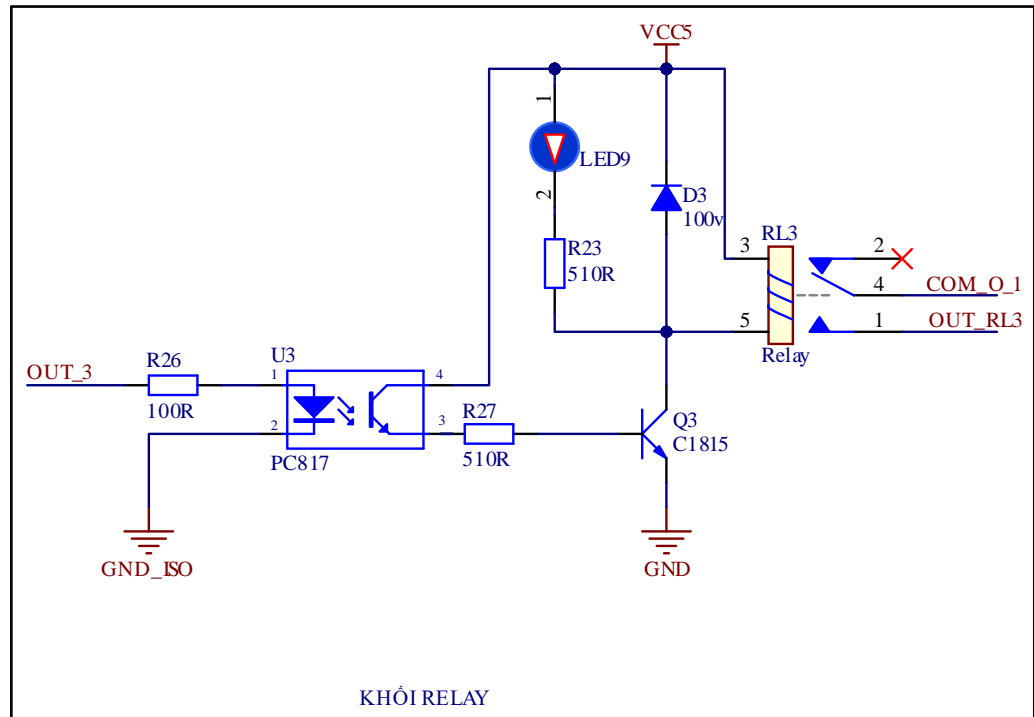 VCC5
1
LED9
2
D3
100v
R23
510R
RL3
3
2
4
COM_O_1
5
1
OUT_RL3
Relay
OUT_3
R26
100R
U3
1
4
2
3
PC817
R27
510R
Q3
C1815
GND_ISO
GND
KHỐI RELAY